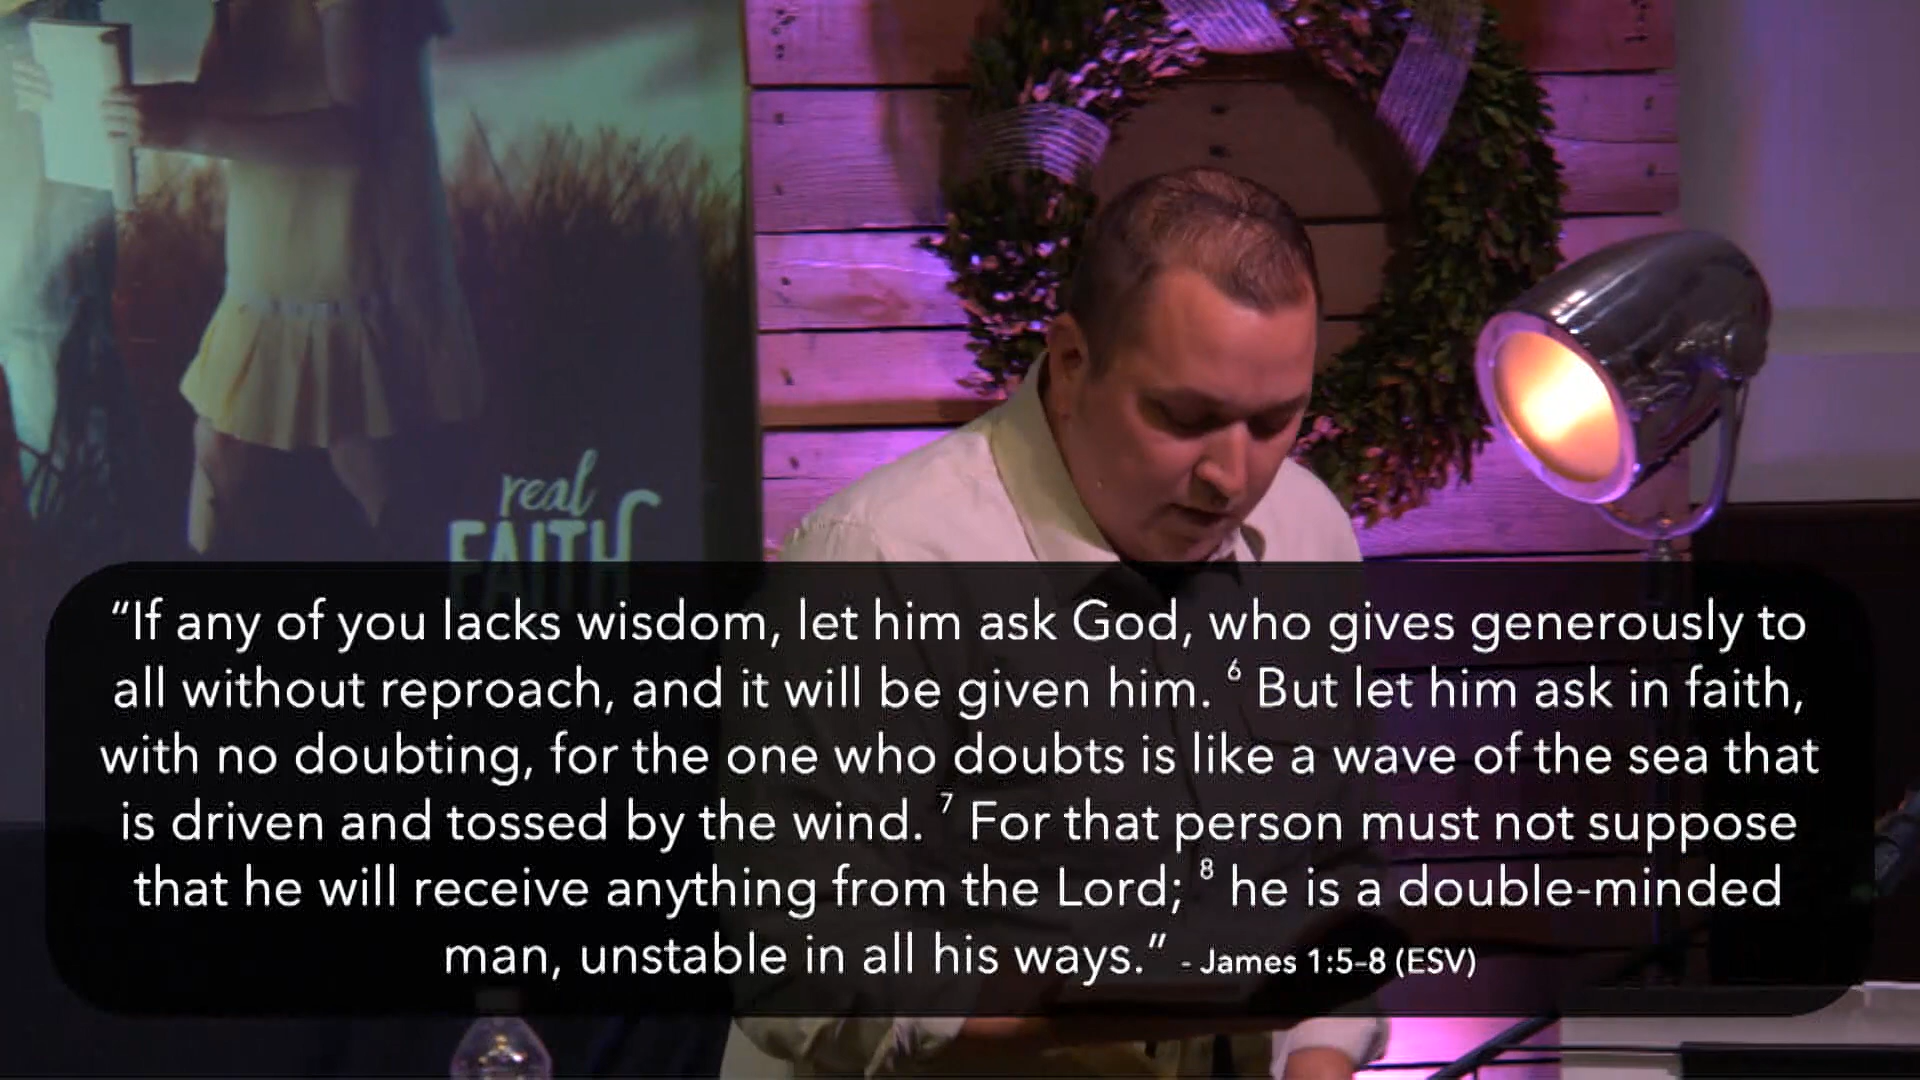 real
FAITH
“If any of you lacks wisdom, let him ask God, who gives generously to
all without reproach, and it will be given him. ⁶ But let him ask in faith,
with no doubting, for the one who doubts is like a wave of the sea that
is driven and tossed by the wind. ⁷ For that person must not suppose
that he will receive anything from the Lord; ⁸ he is a double-minded
man, unstable in all his ways.” - James 1:5–8 (ESV)